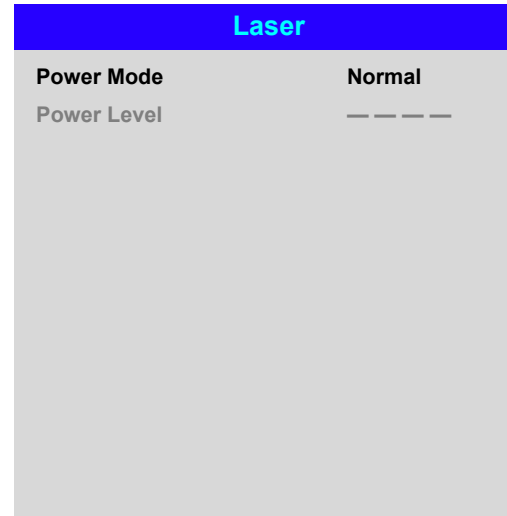 Laser
Power Mode Normal
Power Level — — — —